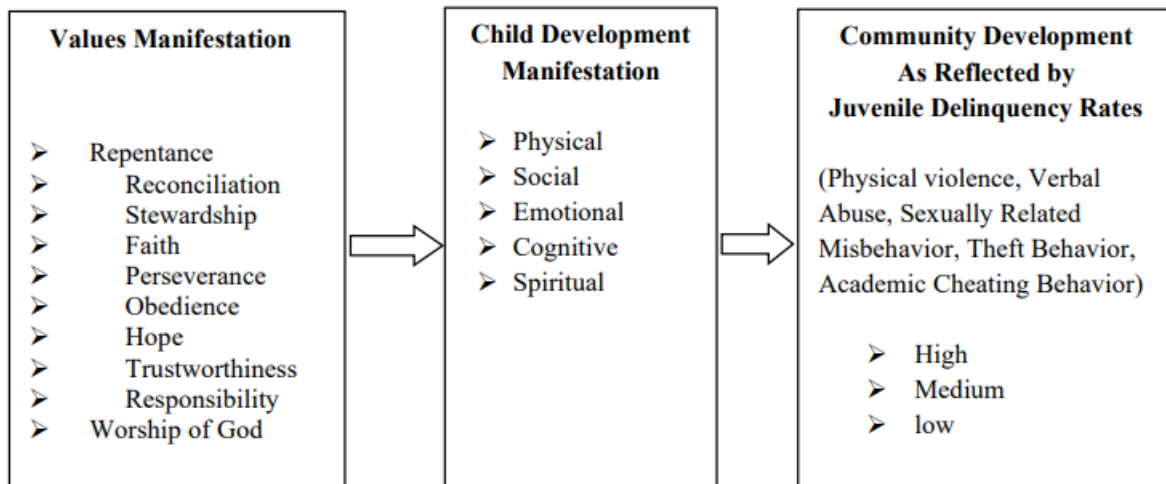 Values Manifestation
➢ Repentance
➢ Reconciliation
➢ Stewardship
➢ Faith
➢ Perseverance
➢ Obedience
➢ Hope
➢ Trustworthiness
➢ Responsibility
➢ Worship of God
Child Development
Manifestation
➢ Physical
➢ Social
➢ Emotional
➢ Cognitive
➢ Spiritual
Community Development
As Reflected by
Juvenile Delinquency Rates
(Physical violence, Verbal
Abuse, Sexually Related
Misbehavior, Theft Behavior,
Academic Cheating Behavior)
➢ High
➢ Medium
➢ low